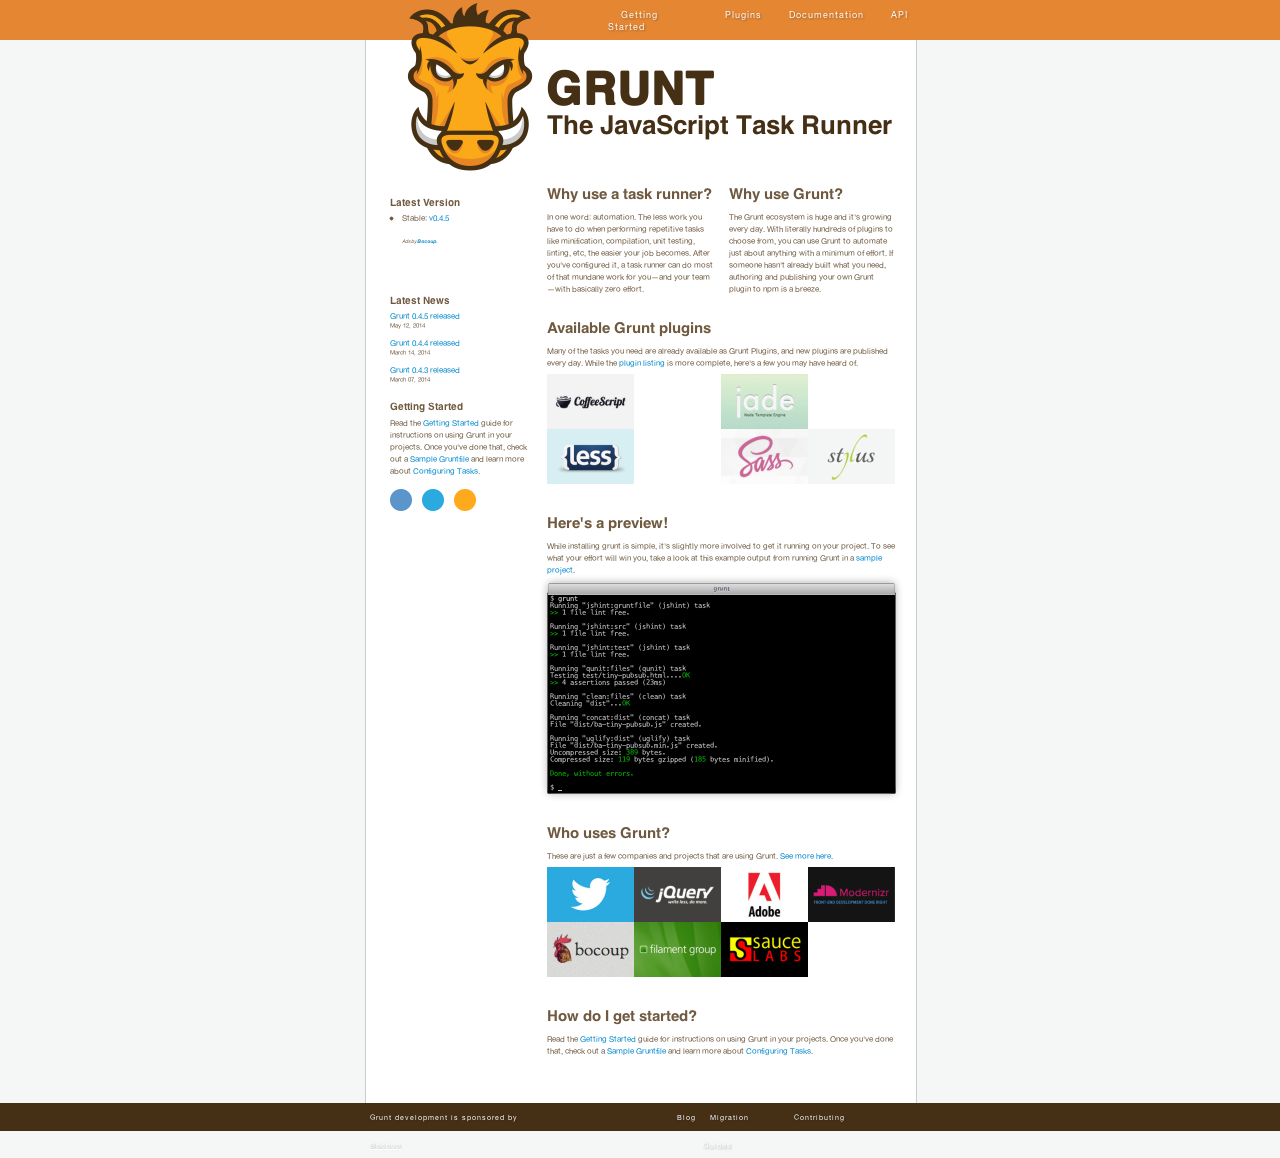 Getting
Started
Plugins
Documentation
API
GRUNT
The JavaScript Task Runner
Latest Version
Stable: v0.4.5
Ads by Bocoup.
Latest News
Grunt 0.4.5 released
May 12, 2014
Grunt 0.4.4 released
March 14, 2014
Grunt 0.4.3 released
March 07, 2014
Getting Started
Read the Getting Started guide for
instructions on using Grunt in your
projects. Once you've done that, check
out a Sample Gruntfile and learn more
about Configuring Tasks.
Why use a task runner?
In one word: automation. The less work you
have to do when performing repetitive tasks
like minification, compilation, unit testing,
linting, etc, the easier your job becomes. After
you've configured it, a task runner can do most
of that mundane work for you—and your team
—with basically zero effort.
Why use Grunt?
The Grunt ecosystem is huge and it's growing
every day. With literally hundreds of plugins to
choose from, you can use Grunt to automate
just about anything with a minimum of effort. If
someone hasn't already built what you need,
authoring and publishing your own Grunt
plugin to npm is a breeze.
Available Grunt plugins
Many of the tasks you need are already available as Grunt Plugins, and new plugins are published
every day. While the plugin listing is more complete, here's a few you may have heard of.
CoffeeScript
jade
Node Template Engine
{less}
Sass
stylus
Here's a preview!
While installing grunt is simple, it's slightly more involved to get it running on your project. To see
what your effort will win you, take a look at this example output from running Grunt in a sample
project.
grunt
$ grunt
Running "jshint:gruntfile" (jshint) task
>> 1 file lint free.
Running "jshint:src" (jshint) task
>> 1 file lint free.
Running "jshint:test" (jshint) task
>> 1 file lint free.
Running "qunit:files" (qunit) task
Testing test/tiny-pubsub.html....OK
>> 4 assertions passed (23ms)
Running "clean:files" (clean) task
Cleaning "dist"...OK
Running "concat:dist" (concat) task
File "dist/ba-tiny-pubsub.js" created.
Running "uglify:dist" (uglify) task
File "dist/ba-tiny-pubsub.min.js" created.
Uncompressed size: 389 bytes.
Compressed size: 119 bytes gzipped (185 bytes minified).
Done, without errors.
$ _
Who uses Grunt?
These are just a few companies and projects that are using Grunt. See more here.
jQuery
write less, do more.
Adobe
Modernizr
FRONT-END DEVELOPMENT DONE RIGHT
bocoup
filament group
sauce
LABS
How do I get started?
Read the Getting Started guide for instructions on using Grunt in your projects. Once you've done
that, check out a Sample Gruntfile and learn more about Configuring Tasks.
Grunt development is sponsored by
Blog
Migration
Contributing
Bocoup
Guides